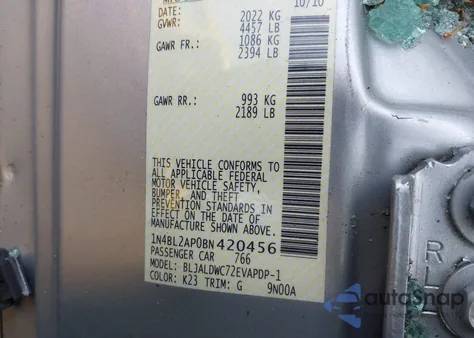 DATE: 10/10
GVWR: 2022 KG
4457 LB
GAWR FR.: 1086 KG
2394 LB
GAWR RR.: 993 KG
2189 LB
THIS VEHICLE CONFORMS TO
ALL APPLICABLE FEDERAL
MOTOR VEHICLE SAFETY,
BUMPER, AND THEFT
PREVENTION STANDARDS IN
EFFECT ON THE DATE OF
MANUFACTURE SHOWN ABOVE.
1N4BL2AP0BN420456
PASSENGER CAR 766
MODEL: BLJALDWC72EVAPDP-1
COLOR: K23 TRIM: G 9N00A
R
L
autoSnap